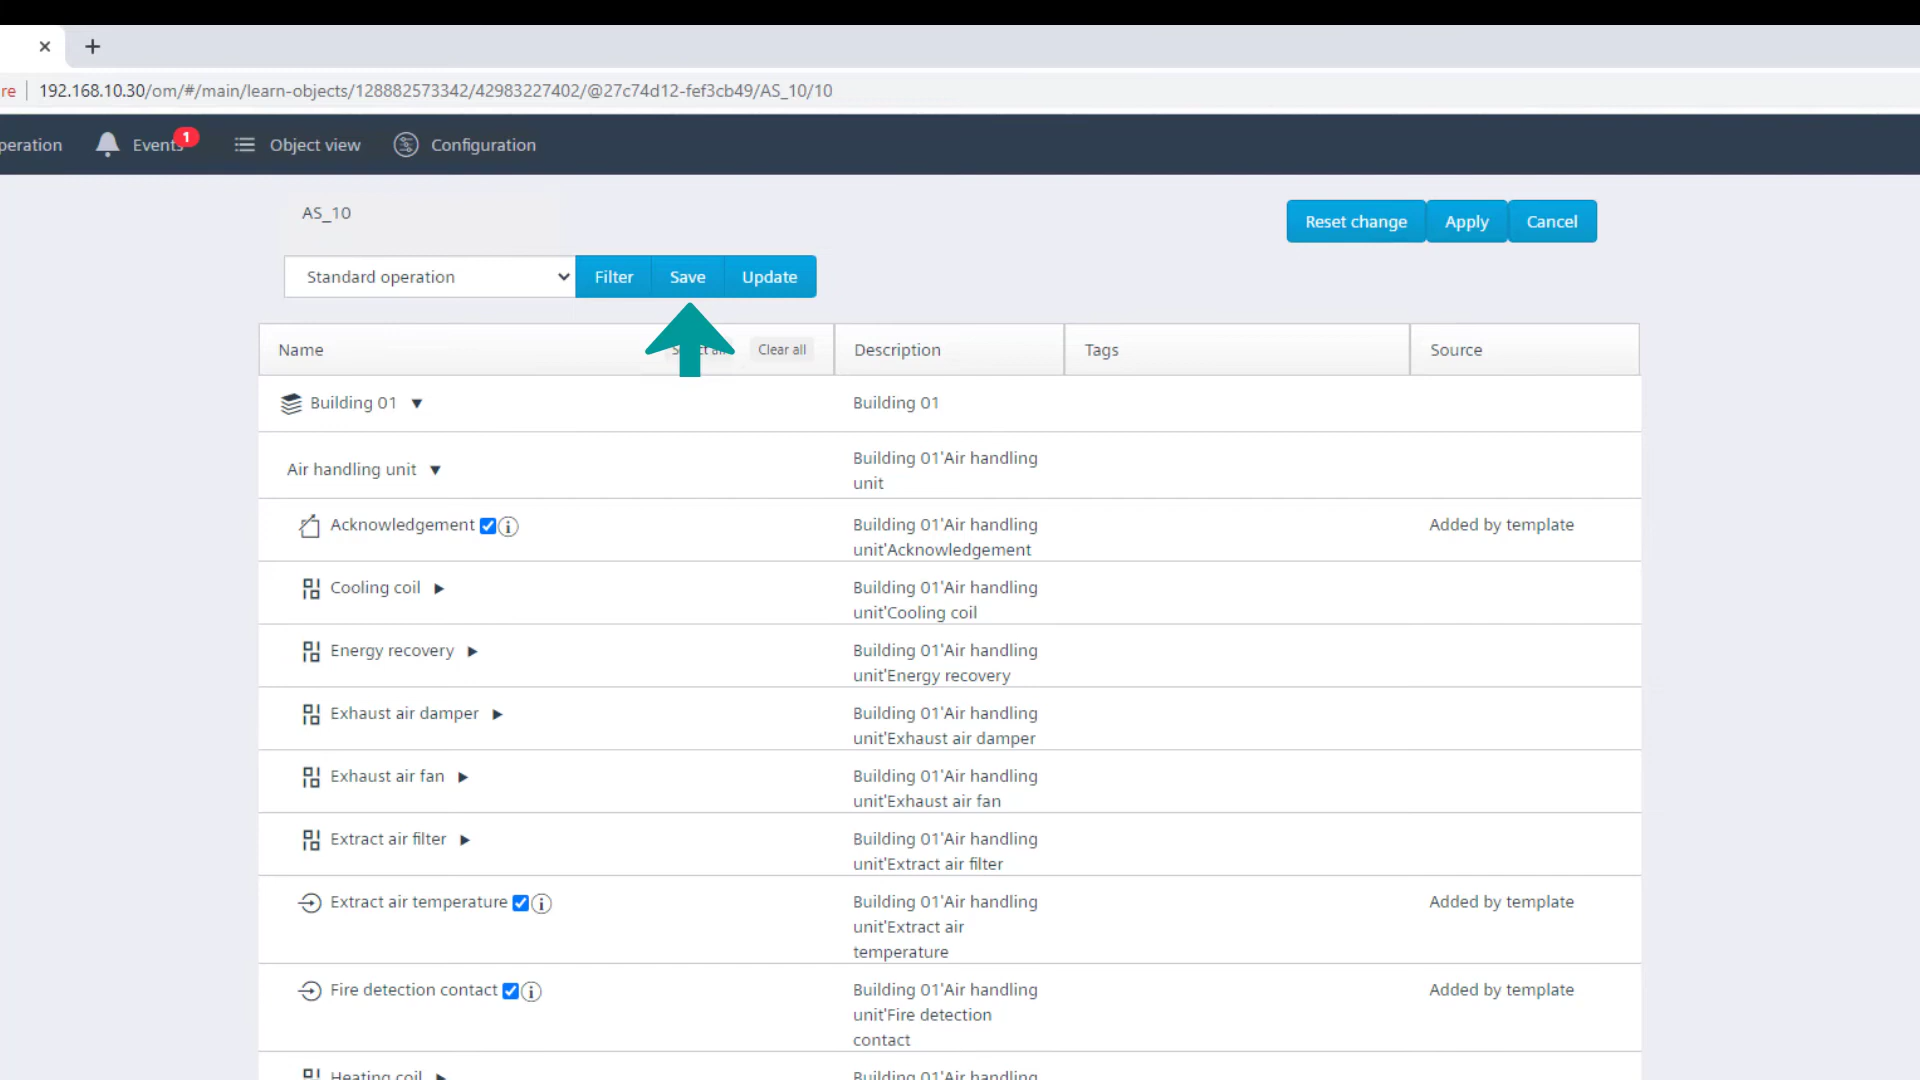 re 192.168.10.30/om/#/main/learn-objects/128882573342/42983227402/@27c74d12-fef3cb49/AS_10/10
peration Events 1 Object view Configuration
AS_10
Reset change Apply Cancel
Standard operation Filter Save Update
Name Clear all Description Tags Source
Building 01 Building 01
Air handling unit Building 01'Air handling
unit
Acknowledgement Building 01'Air handling Added by template
unit'Acknowledgement
Cooling coil Building 01'Air handling
unit'Cooling coil
Energy recovery Building 01'Air handling
unit'Energy recovery
Exhaust air damper Building 01'Air handling
unit'Exhaust air damper
Exhaust air fan Building 01'Air handling
unit'Exhaust air fan
Extract air filter Building 01'Air handling
unit'Extract air filter
Extract air temperature Building 01'Air handling Added by template
unit'Extract air
temperature
Fire detection contact Building 01'Air handling Added by template
unit'Fire detection
contact
Heating coil Building 01'Air handling